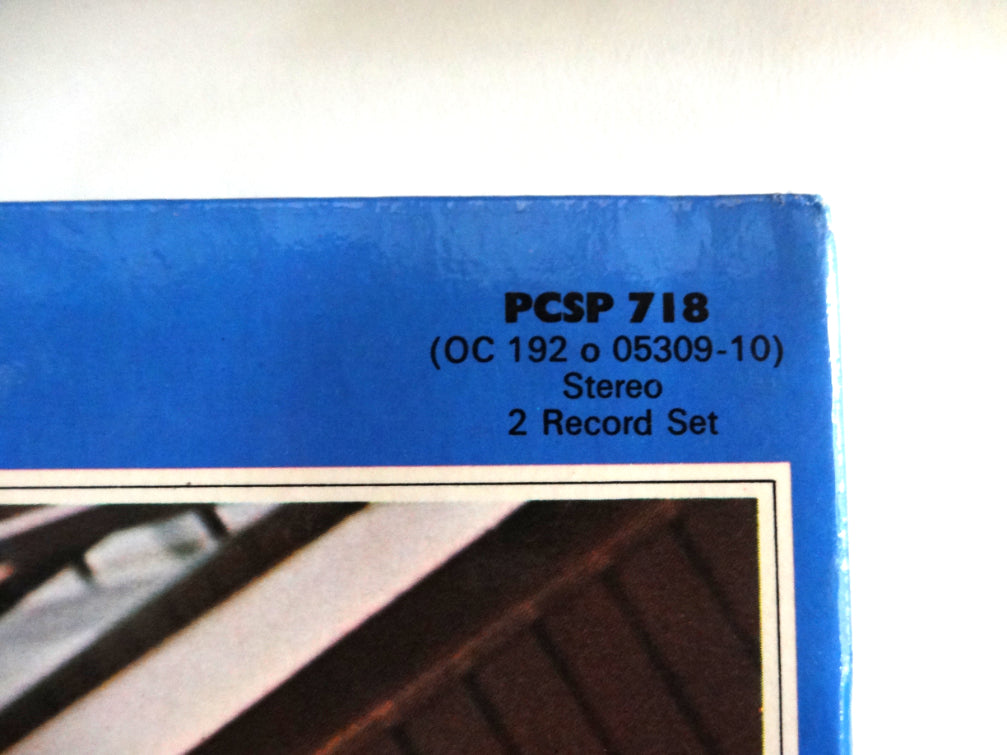 PCSP 718
(OC 192 o 05309-10)
Stereo
2 Record Set